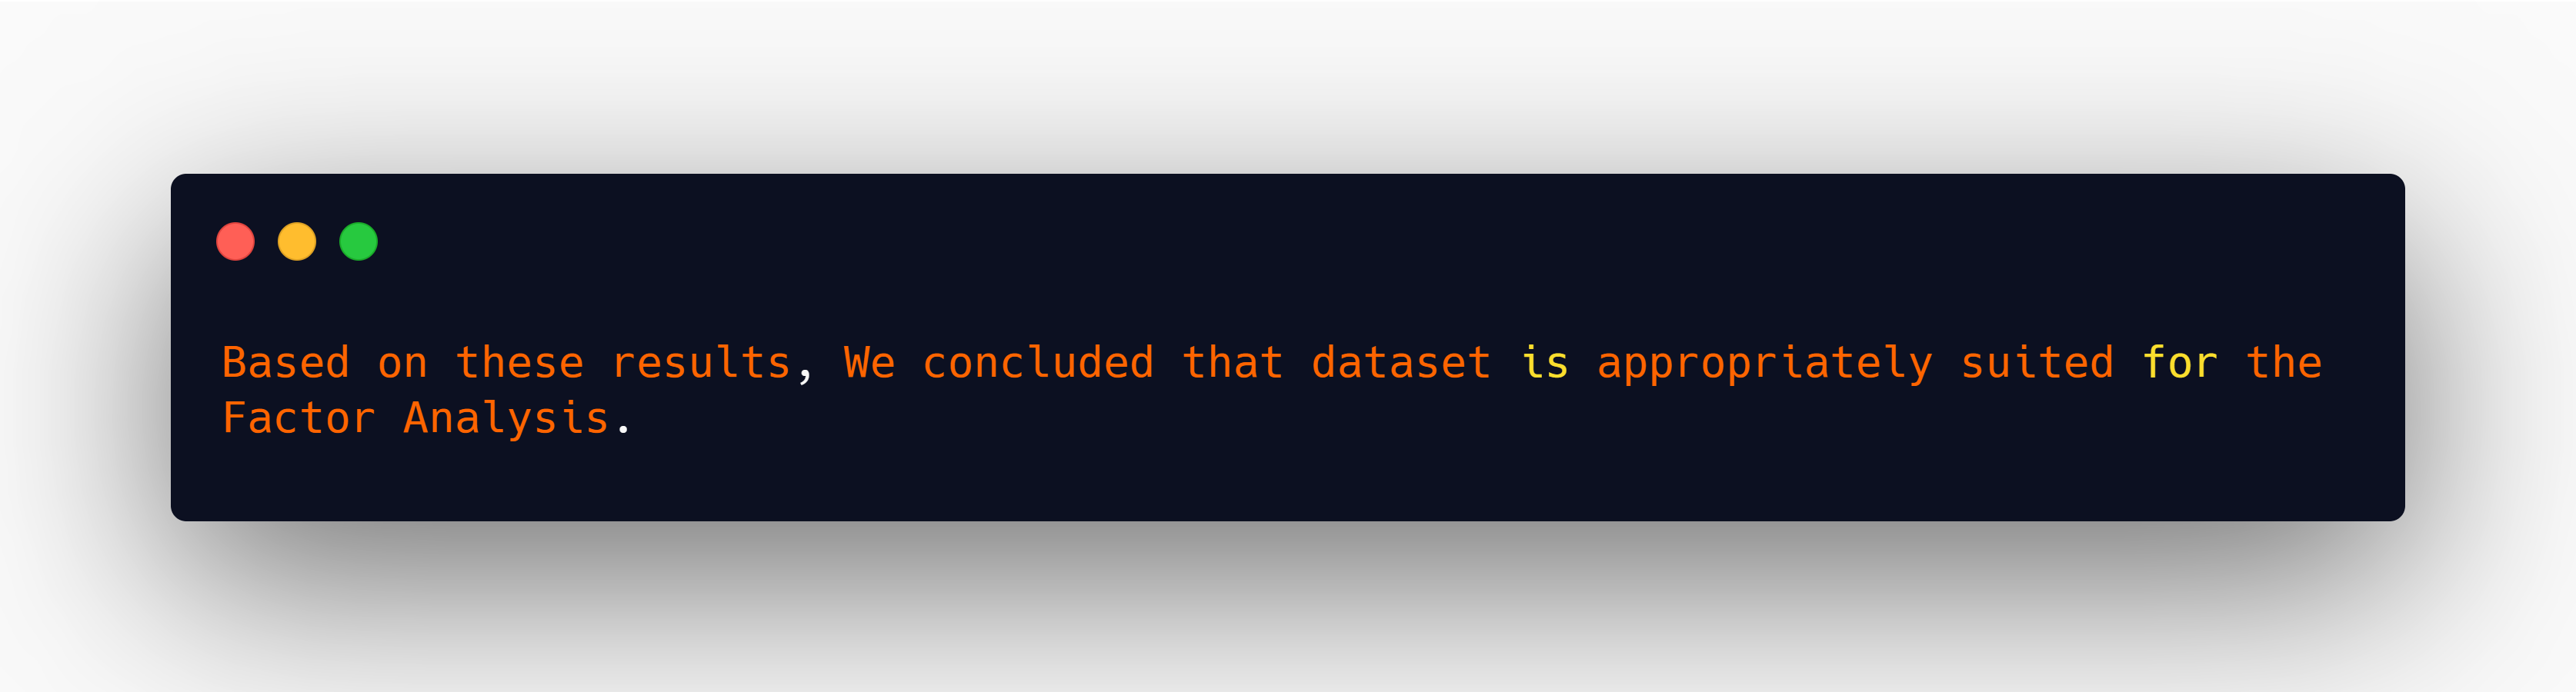 Based on these results, We concluded that dataset is appropriately suited for the
Factor Analysis.